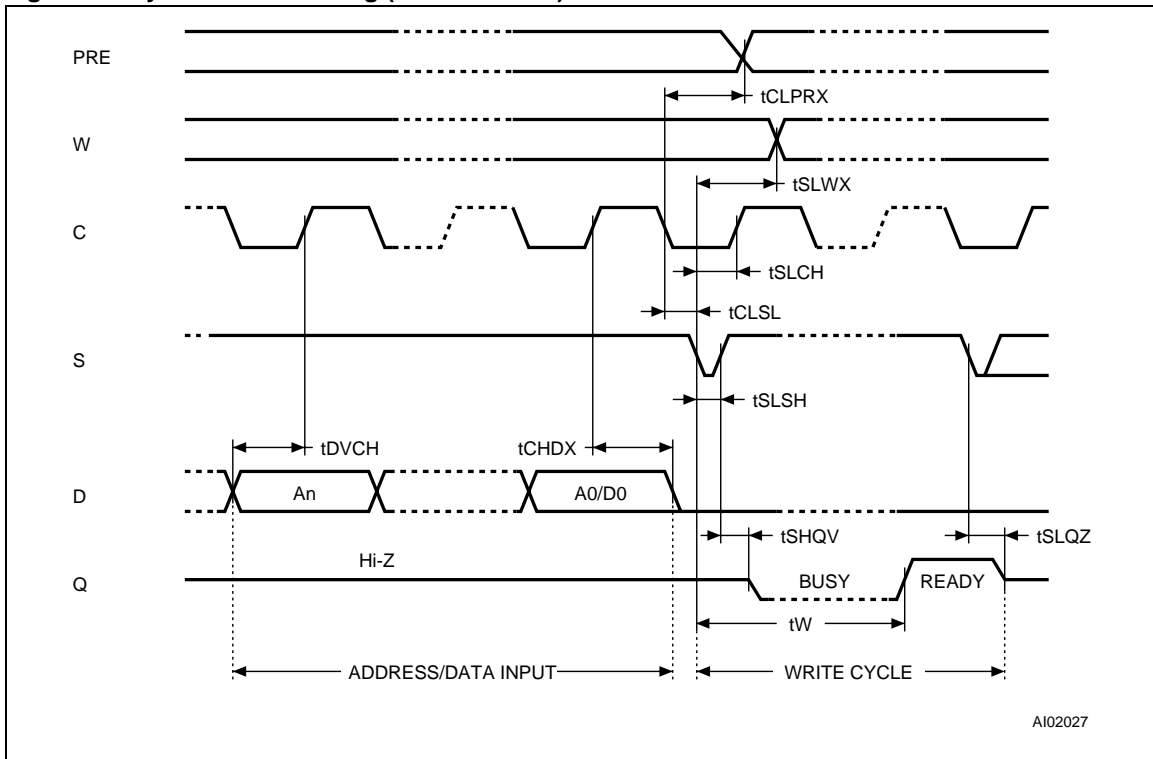 PRE
tCLPRX
W
tSLWX
C
tSLCH
tCLSL
S
tSLSH
tDVCH
tCHDX
D
An
A0/D0
tSHQV
tSLQZ
Hi-Z
Q
BUSY
READY
tW
ADDRESS/DATA INPUT
WRITE CYCLE
AI02027